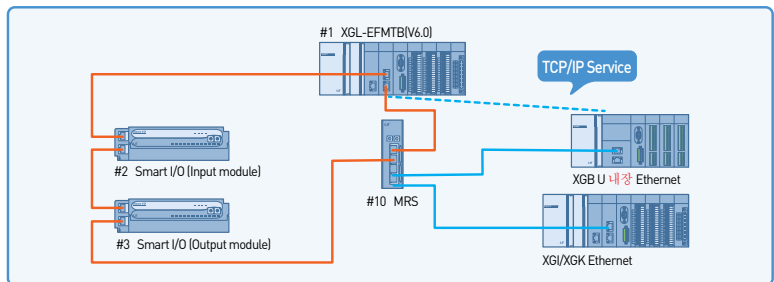 #1 XGL-EFMTB(V6.0)
TCP/IP Service
#2 Smart I/O (Input module)
#10 MRS
XGB U 내장 Ethernet
#3 Smart I/O (Output module)
XGI/XGK Ethernet